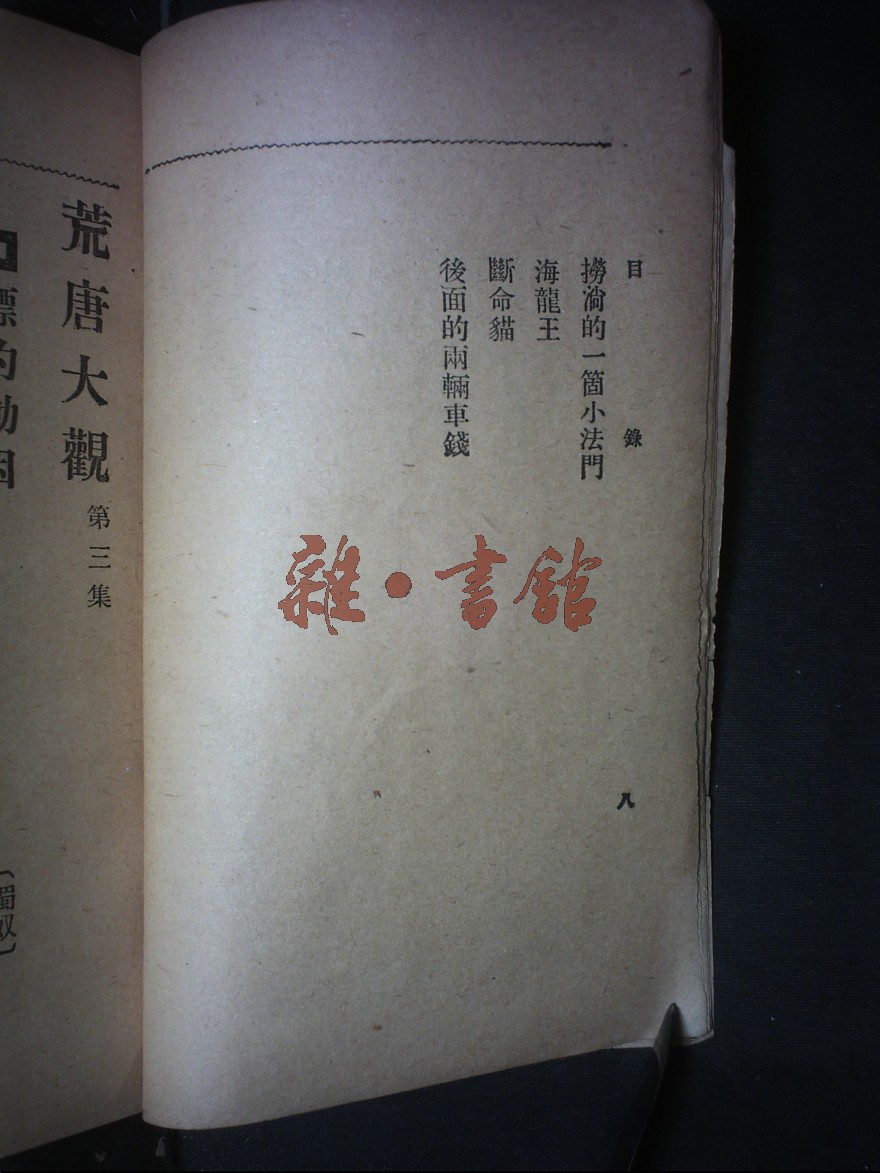 目錄
撈淌的一箇小法門
海龍王
斷命貓
後面的兩輛車錢
八
雜·書館
荒唐大觀
第三集